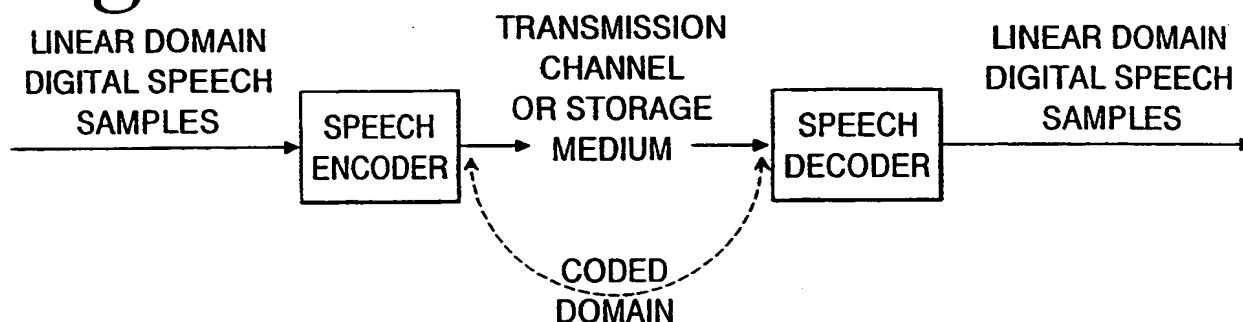 LINEAR DOMAIN
DIGITAL SPEECH
SAMPLES
SPEECH
ENCODER
TRANSMISSION
CHANNEL
OR STORAGE
MEDIUM
SPEECH
DECODER
LINEAR DOMAIN
DIGITAL SPEECH
SAMPLES
CODED
DOMAIN